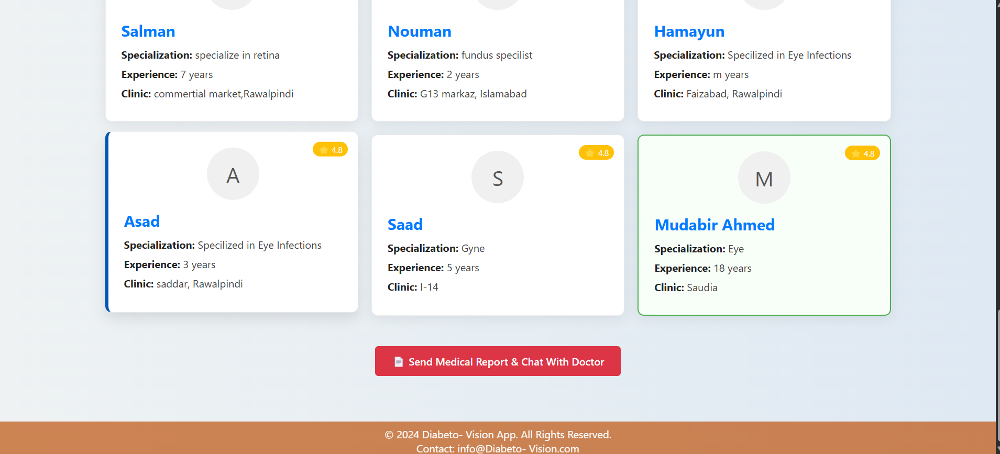 Salman
Specialization: specialize in retina
Experience: 7 years
Clinic: commertial market,Rawalpindi
Nouman
Specialization: fundus specilist
Experience: 2 years
Clinic: G13 markaz, Islamabad
Hamayun
Specialization: Specilized in Eye Infections
Experience: m years
Clinic: Faizabad, Rawalpindi
4.8
A
Asad
Specialization: Specilized in Eye Infections
Experience: 3 years
Clinic: saddar, Rawalpindi
4.8
S
Saad
Specialization: Gyne
Experience: 5 years
Clinic: I-14
4.8
M
Mudabir Ahmed
Specialization: Eye
Experience: 18 years
Clinic: Saudia
Send Medical Report & Chat With Doctor
© 2024 Diabeto- Vision App. All Rights Reserved.
Contact: info@Diabeto- Vision.com